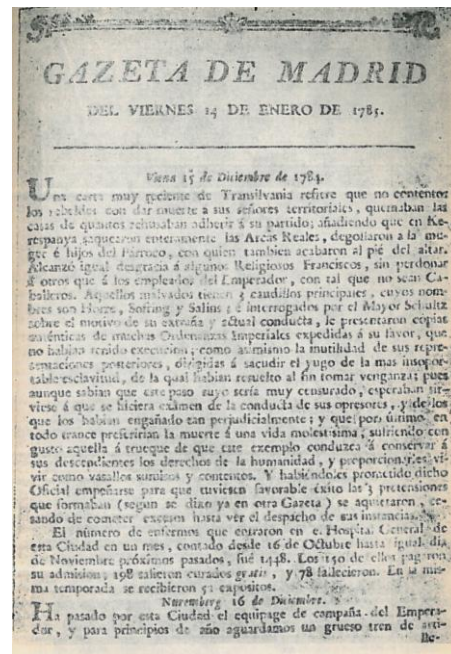 GAZETA DE MADRID
DEL VIERNES 14 DE ENERO DE 1785.
Viena 15 de Diciembre de 1784.
Una carta muy reciente de Transilvania refiere que no contentos
los rebeldes con dar muerte a sus señores territoriales, quemaban las
casas de quantos rehusaban adherir á su partido; añadiendo que en Ke-
respanya saquearon enteramente las Arcas Reales, degollaron a la mu-
ger é hijos del Párroco, con quien tambien acabaron al pié del altar.
Alcanzó igual desgracia á algunos Religiosos Franciscos, sin perdonar
á otros que á los empleados del Emperador, con tal que no sean Ca-
balleros. Aquellos malvados tienen 3 caudillos principales, cuyos nom-
bres son Horre, Sofring y Salins; é interrogados por el Mayor Schultz
sobre el motivo de su extraña y actual conducta, le presentaron copias
auténticas de muchas Ordenanzas Imperiales expedidas á su favor, que
no habian tenido execucion; como asimismo la inutilidad de sus repre-
sentaciones posteriores, dirigidas á sacudir el yugo de la mas insopor-
table esclavitud, de la qual habian resuelto al fin tomar venganza; pues
aunque sabian que este paso suyo sería muy censurado, esperaban sir-
viese á que se hiciera exâmen de la conducta de sus opresores, y de los
que los habian engañado tan perjudicialmente; y que por último, en
todo trance preferirian la muerte á una vida molestisima, sufriendo con
gusto aquella á trueque de que este exemplo conduzca á conservar á
sus descendientes los derechos de la humanidad, y proporcionarles vi-
vir como vasallos sumisos y contentos. Y habiéndoles prometido dicho
Oficial empeñarse para que tuviesen favorable éxîto las 3 pretensiones
que formaban (segun se dixo ya en otra Gazeta) se aquietaron, ce-
sando de cometer excesos hasta ver el despacho de sus instancias.
El número de enfermos que entraron en el Hospital General de
esta Ciudad en un mes, contado desde 16 de Octubre hasta igual dia
de Noviembre próximos pasados, fué 1448. Los 150 de ellos pagaron
su admision; 198 salieron curados gratis, y 78 fallecieron. En la mis-
ma temporada se recibieron expósitos.
Nuremberg 16 de Diciembre.
Ha pasado por esta Ciudad el equipage de campaña del Empera-
dor, y para principios de año aguardamos un grueso tren de arti-
lle-